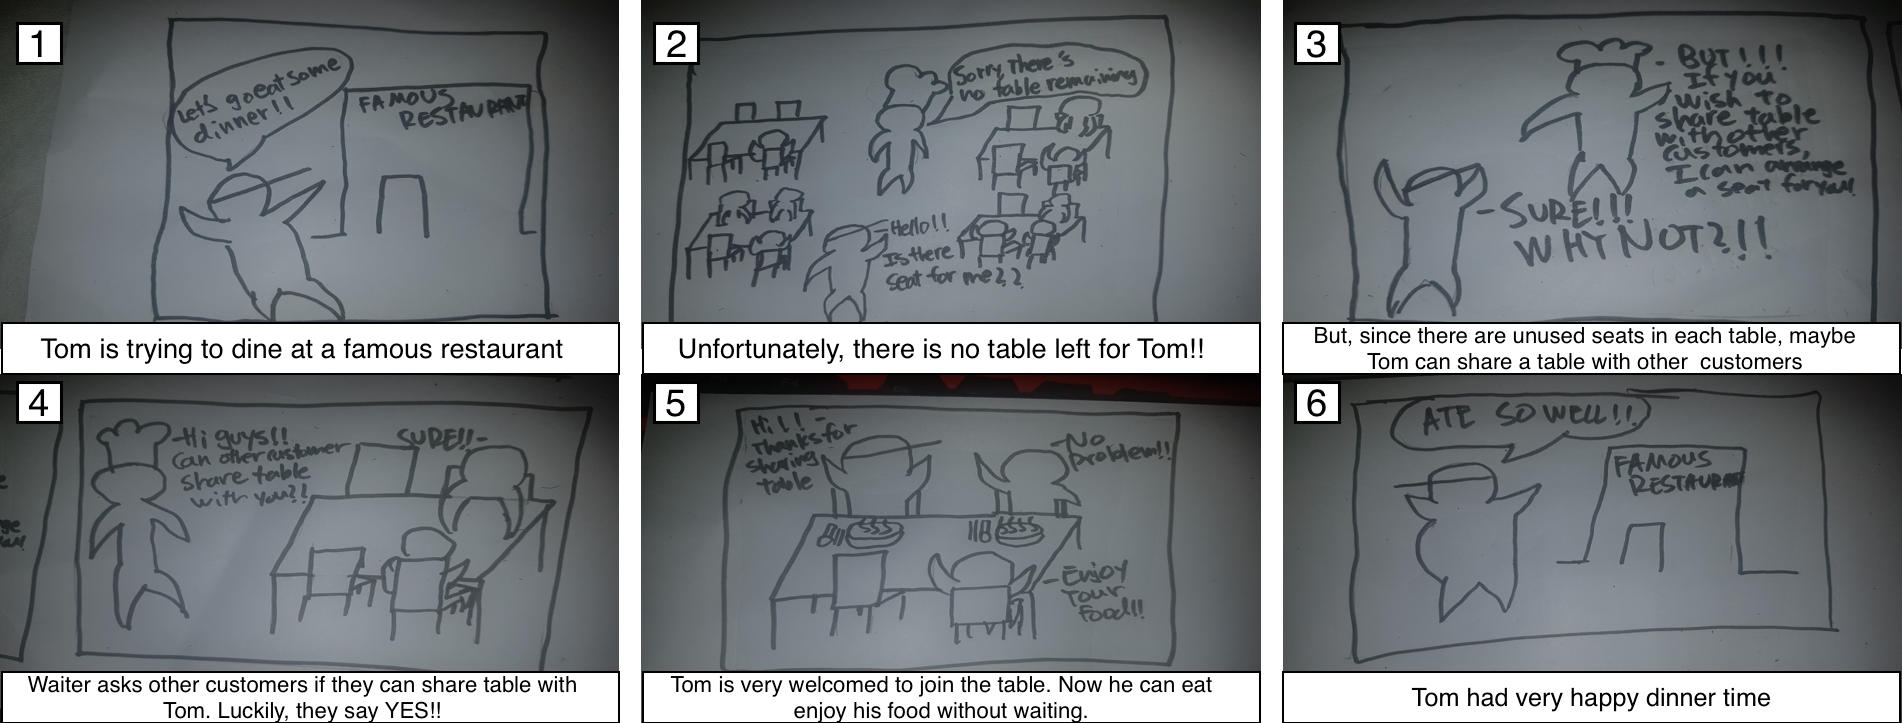 1
Let's go eat some
dinner!!
FAMOUS
RESTAURANT
Tom is trying to dine at a famous restaurant
2
Sorry, There's
no table remaining
Hello!!
Is there
seat for me??
Unfortunately, there is no table left for Tom!!
3
BUT!!!
If you
wish to
share table
with other
customers,
I can arrange
a seat for you!!
SURE!!!
WHY NOT?!!
But, since there are unused seats in each table, maybe
Tom can share a table with other customers
4
Hi guys!!
Can other customer
share table
with you?!
SURE!!
Waiter asks other customers if they can share table with
Tom. Luckily, they say YES!!
5
Hi!!
Thanks for
sharing
table
No
problem!!
Enjoy
Your
food!!
Tom is very welcomed to join the table. Now he can eat
enjoy his food without waiting.
6
ATE SO WELL!!
FAMOUS
RESTAURANT
Tom had very happy dinner time